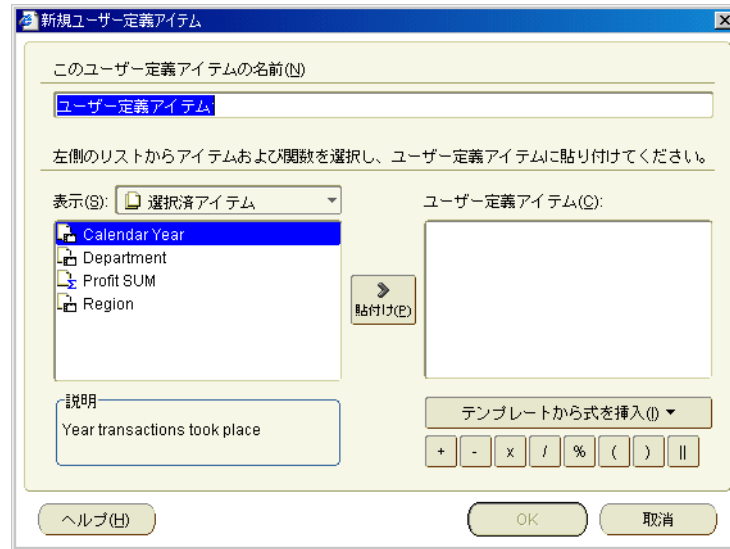 新規ユーザー定義アイテム
このユーザー定義アイテムの名前(N)
ユーザー定義アイテム
左側のリストからアイテムおよび関数を選択し、ユーザー定義アイテムに貼り付けてください。
表示(S): 選択済アイテム
ユーザー定義アイテム(C):
Calendar Year
Department
Profit SUM
Region
貼付け(P)
説明
Year transactions took place
テンプレートから式を挿入(I)
+ - x / % ( ) ||
ヘルプ(H)
OK
取消